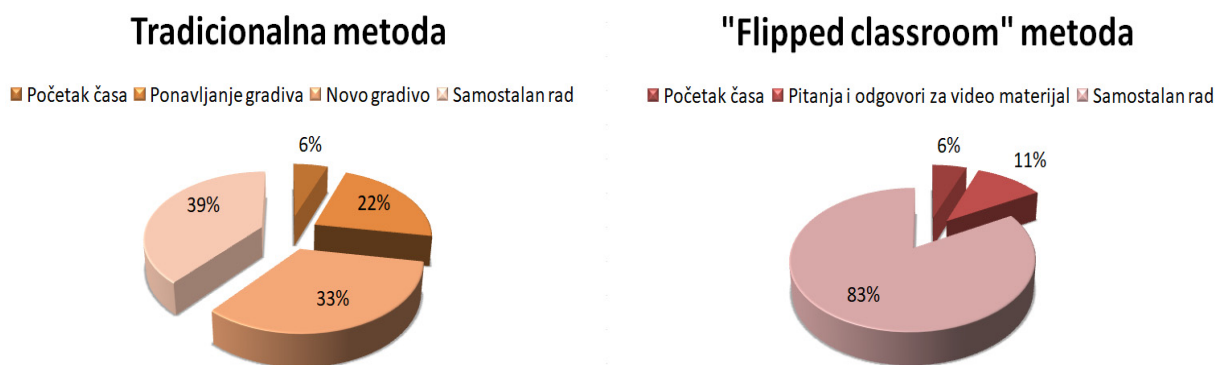 Tradicionalna metoda
Početak časa Ponavljanje gradiva Novo gradivo Samostalan rad
6%
22%
39%
33%
"Flipped classroom" metoda
Početak časa Pitanja i odgovori za video materijal Samostalan rad
6%
11%
83%